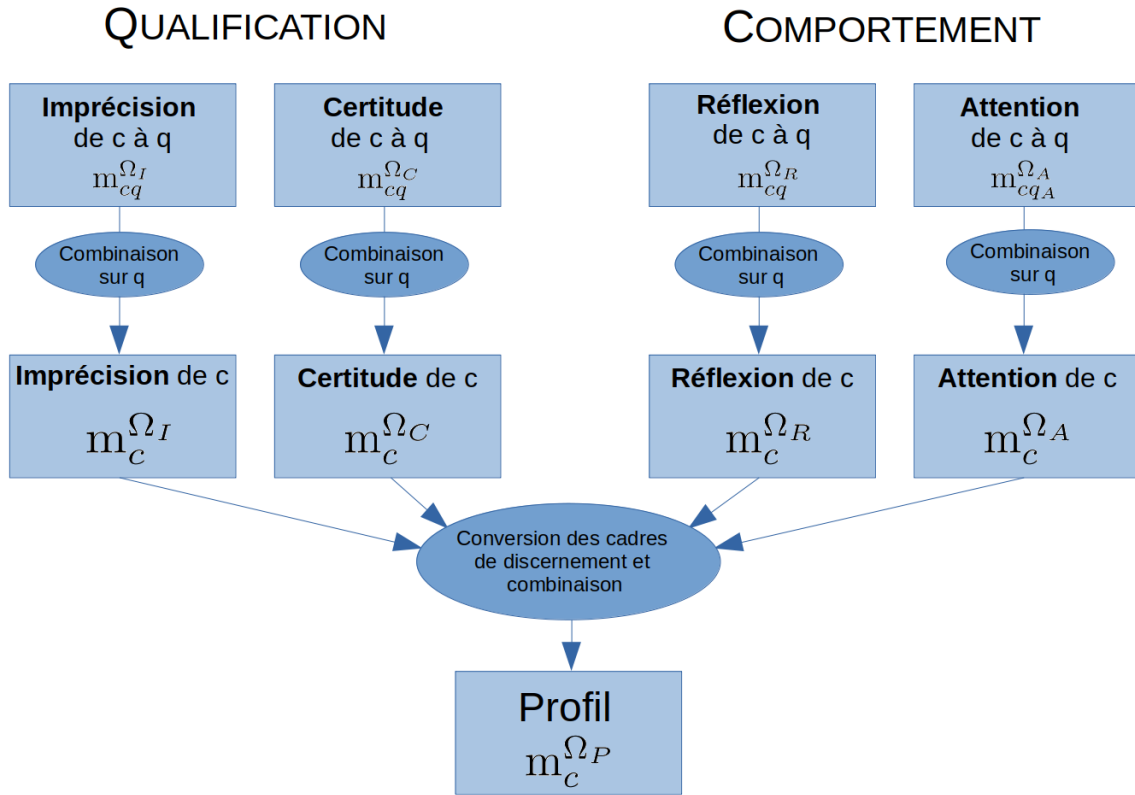 QUALIFICATION
COMPORTEMENT
Imprécision
de c à q
m_{cq}^{Ω_I}
Certitude
de c à q
m_{cq}^{Ω_C}
Réflexion
de c à q
m_{cq}^{Ω_R}
Attention
de c à q
m_{cq_A}^{Ω_A}
Combinaison
sur q
Combinaison
sur q
Combinaison
sur q
Combinaison
sur q
Imprécision de c
m_c^{Ω_I}
Certitude de c
m_c^{Ω_C}
Réflexion de c
m_c^{Ω_R}
Attention de c
m_c^{Ω_A}
Conversion des cadres
de discernement et
combinaison
Profil
m_c^{Ω_P}